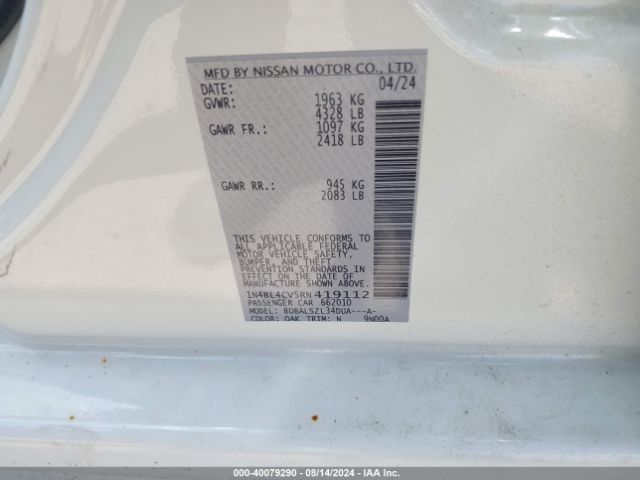 MFD BY NISSAN MOTOR CO., LTD.
DATE: 04/24
GVWR: 1963 KG
4328 LB
GAWR FR.: 1097 KG
2418 LB
GAWR RR.: 945 KG
2083 LB
THIS VEHICLE CONFORMS TO
ALL APPLICABLE FEDERAL
MOTOR VEHICLE SAFETY,
BUMPER, AND THEFT
PREVENTION STANDARDS IN
EFFECT ON THE DATE OF
MANUFACTURE SHOWN ABOVE.
1N4BL4CV5RN419112
PASSENGER CAR 662010
MODEL: BDBALSZL34DUA---A-
COLOR: QAK TRIM: N 9N00A
000-40079290 - 08/14/2024 - IAA Inc.